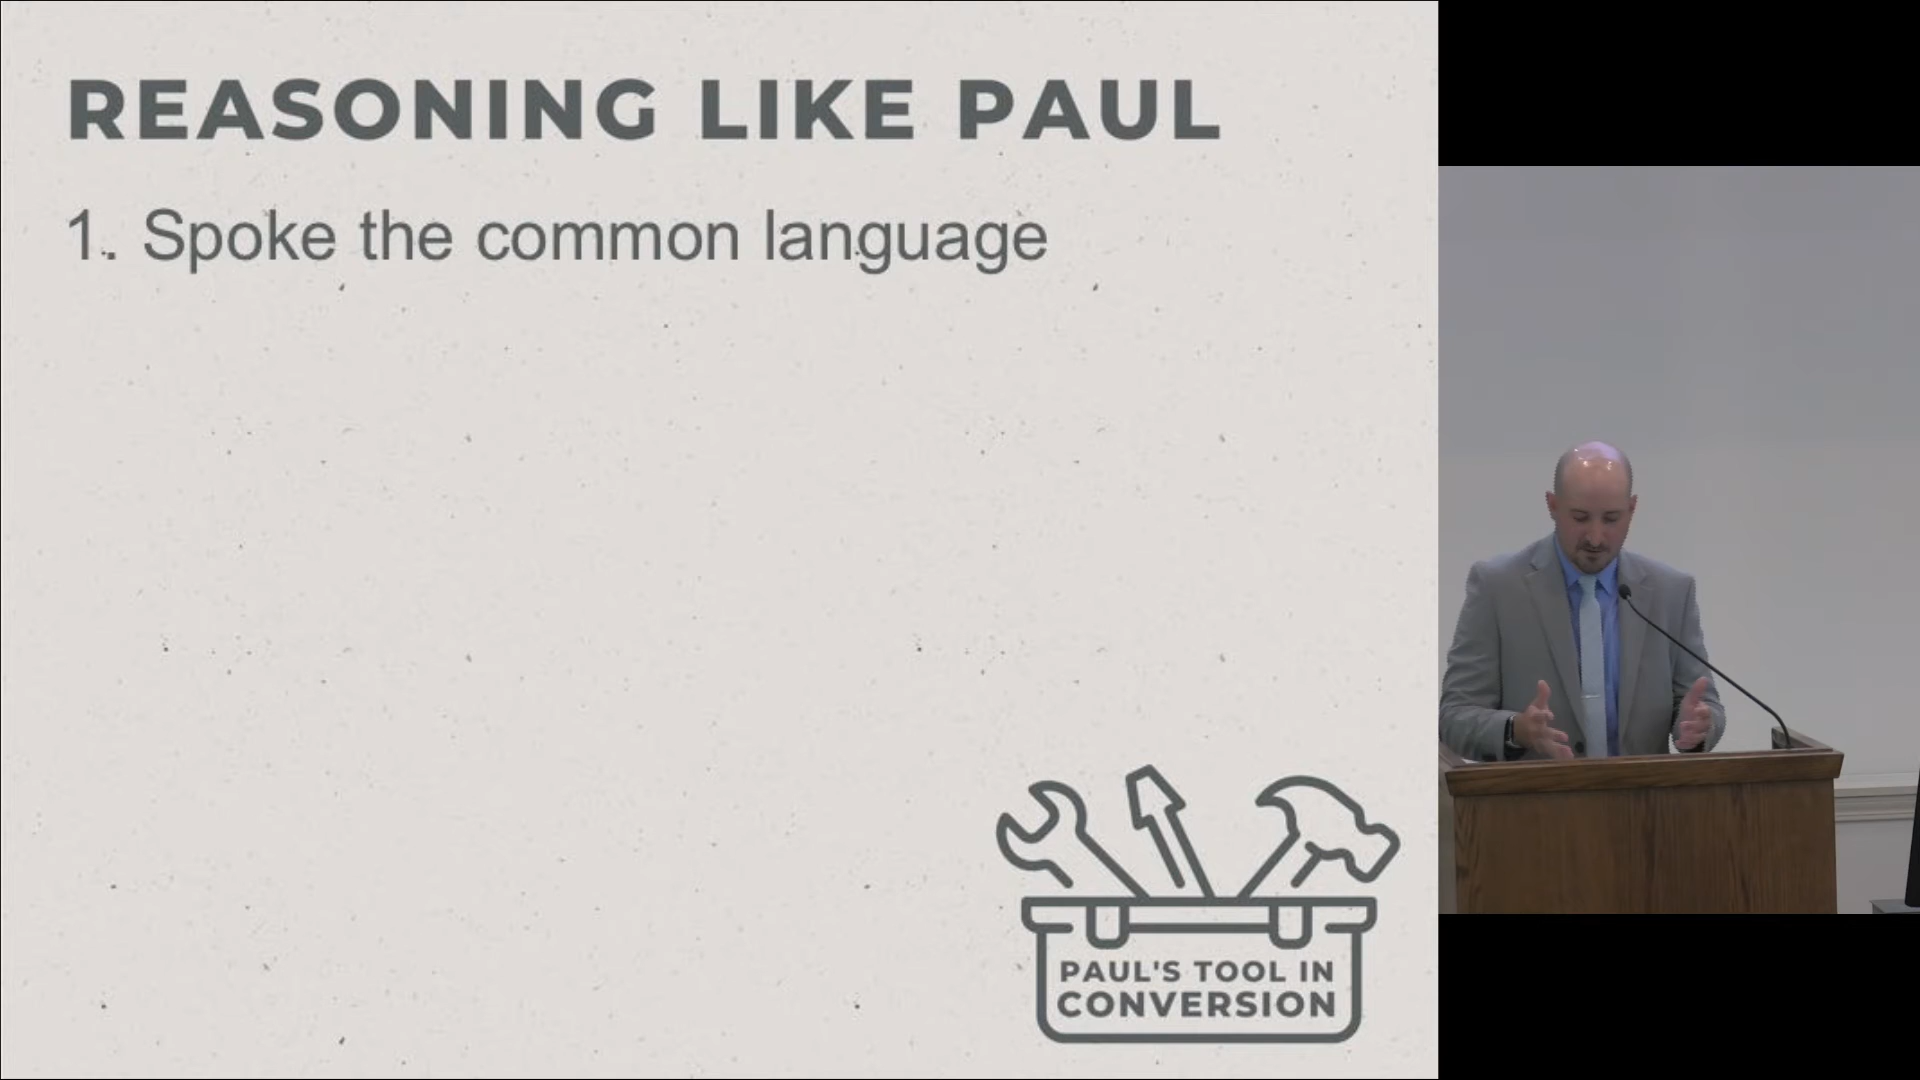 REASONING LIKE PAUL
1. Spoke the common language
PAUL'S TOOL IN
CONVERSION